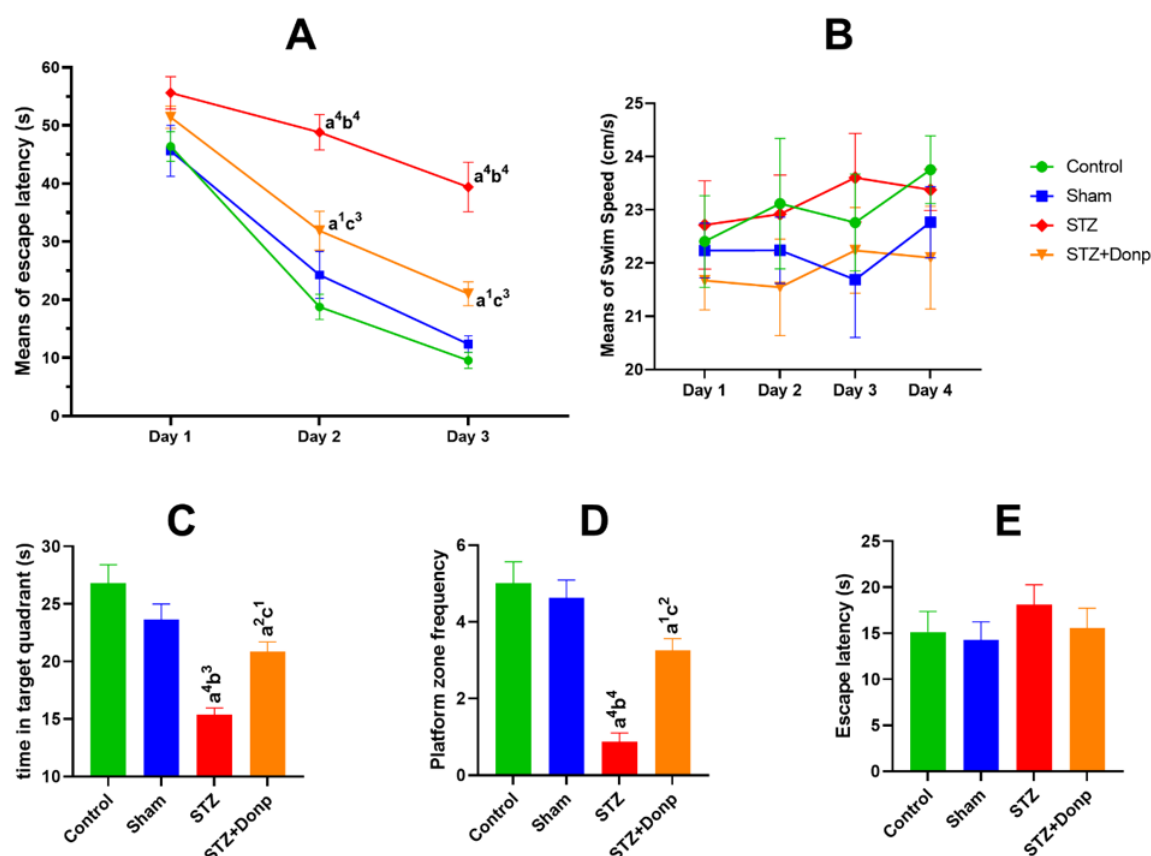 A
Means of escape latency (s)
60
50
40
30
20
10
0
a⁴b⁴
a⁴b⁴
a¹c³
a¹c³
Day 1 Day 2 Day 3
B
Means of Swim Speed (cm/s)
25
24
23
22
21
20
Day 1 Day 2 Day 3 Day 4
Control
Sham
STZ
STZ+Donp
C
time in target quadrant (s)
30
25
20
15
10
a⁴b³
a²c¹
Control Sham STZ STZ+Donp
D
Platform zone frequency
6
4
2
0
a⁴b⁴
a¹c²
Control Sham STZ STZ+Donp
E
Escape latency (s)
25
20
15
10
5
0
Control Sham STZ STZ+Donp